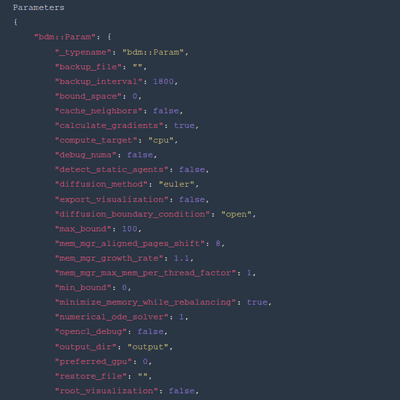 Parameters
{
"bdm::Param": {
"_typename": "bdm::Param",
"backup_file": "",
"backup_interval": 1800,
"bound_space": 0,
"cache_neighbors": false,
"calculate_gradients": true,
"compute_target": "cpu",
"debug_numa": false,
"detect_static_agents": false,
"diffusion_method": "euler",
"export_visualization": false,
"diffusion_boundary_condition": "open",
"max_bound": 100,
"mem_mgr_aligned_pages_shift": 8,
"mem_mgr_growth_rate": 1.1,
"mem_mgr_max_mem_per_thread_factor": 1,
"min_bound": 0,
"minimize_memory_while_rebalancing": true,
"numerical_ode_solver": 1,
"opencl_debug": false,
"output_dir": "output",
"preferred_gpu": 0,
"restore_file": "",
"root_visualization": false,